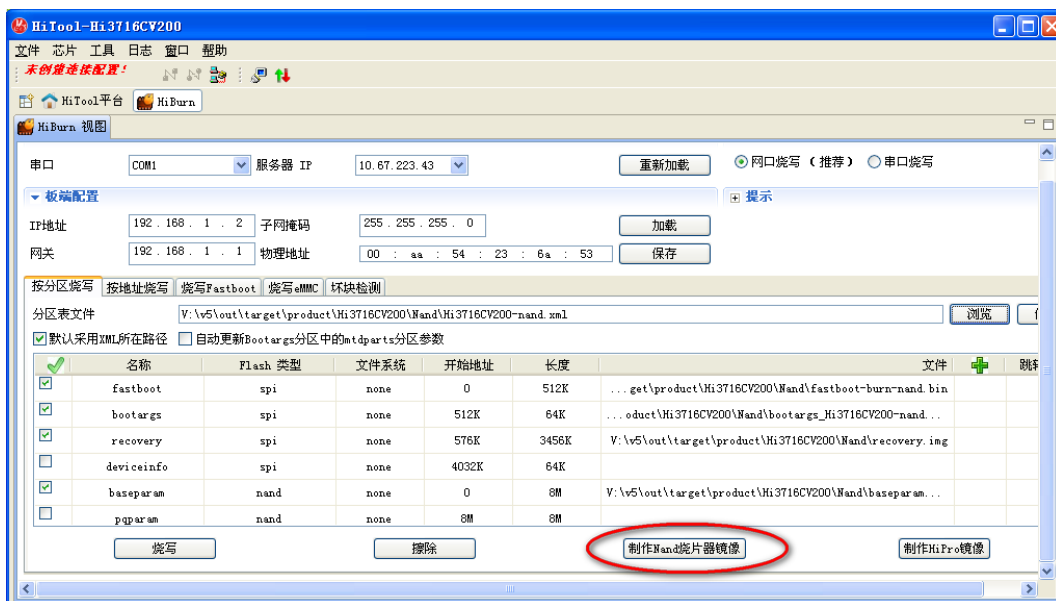 HiTool-Hi3716CV200
文件 芯片 工具 日志 窗口 帮助
未创建连接配置!
HiTool平台 HiBurn
HiBurn 视图
串口 COM1 服务器 IP 10.67.223.43 重新加载 网口烧写 (推荐) 串口烧写
板端配置 提示
IP地址 192 . 168 . 1 . 2 子网掩码 255 . 255 . 255 . 0 加载
网关 192 . 168 . 1 . 1 物理地址 00 : aa : 54 : 23 : 6a : 53 保存
按分区烧写 按地址烧写 烧写Fastboot 烧写eMMC 坏块检测
分区表文件 V:\v5\out\target\product\Hi3716CV200\Nand\Hi3716CV200-nand.xml 浏览
默认采用XML所在路径 自动更新Bootargs分区中的mtdparts分区参数
名称 Flash 类型 文件系统 开始地址 长度 文件
fastboot spi none 0 512K ...get\product\Hi3716CV200\Nand\fastboot-burn-nand.bin
bootargs spi none 512K 64K ...oduct\Hi3716CV200\Nand\bootargs_Hi3716CV200-nand...
recovery spi none 576K 3456K V:\v5\out\target\product\Hi3716CV200\Nand\recovery.img
deviceinfo spi none 4032K 64K
baseparam nand none 0 8M V:\v5\out\target\product\Hi3716CV200\Nand\baseparam...
pqparam nand none 8M 8M
烧写 擦除 制作Nand烧片器镜像 制作HiPro镜像